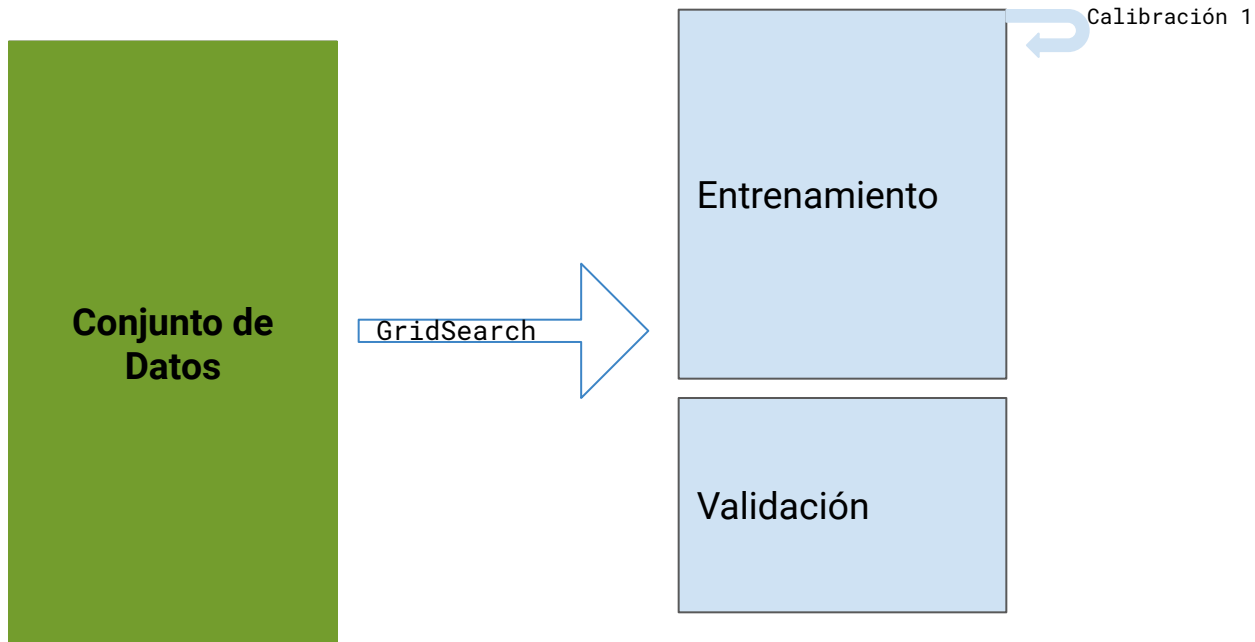 Calibración 1
Entrenamiento
Conjunto de
Datos
GridSearch
Validación